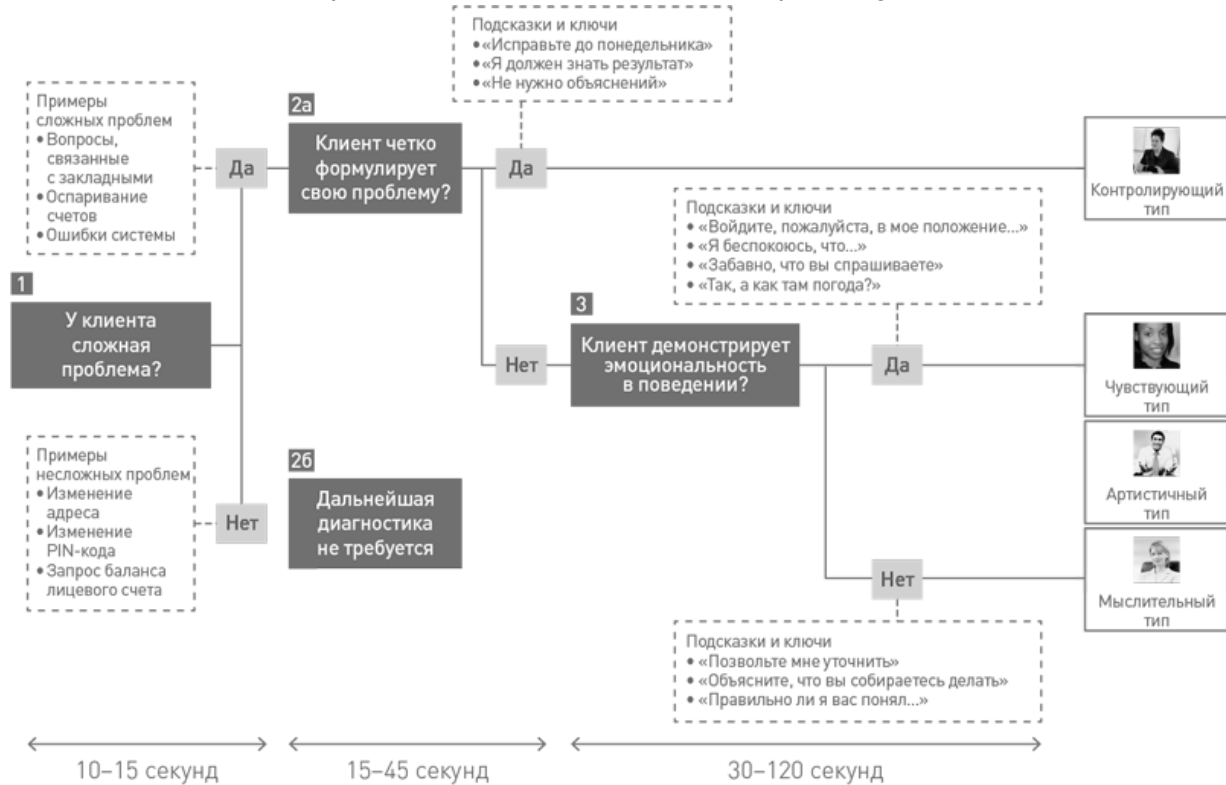 Подсказки и ключи
• «Исправьте до понедельника»
• «Я должен знать результат»
• «Не нужно объяснений»
Примеры
сложных проблем
• Вопросы,
связанные
с закладными
• Оспаривание
счетов
• Ошибки системы
Да
2а
Клиент четко
формулирует
свою проблему?
Да
Контролирующий
тип
Подсказки и ключи
• «Войдите, пожалуйста, в мое положение...»
• «Я беспокоюсь, что...»
• «Забавно, что вы спрашиваете»
• «Так, а как там погода?»
1
У клиента
сложная
проблема?
Нет
3
Клиент демонстрирует
эмоциональность
в поведении?
Да
Чувствующий
тип
Примеры
несложных проблем
• Изменение
адреса
• Изменение
PIN-кода
• Запрос баланса
лицевого счета
Нет
2б
Дальнейшая
диагностика
не требуется
Артистичный
тип
Нет
Мыслительный
тип
Подсказки и ключи
• «Позвольте мне уточнить»
• «Объясните, что вы собираетесь делать»
• «Правильно ли я вас понял...»
10–15 секунд
15–45 секунд
30–120 секунд